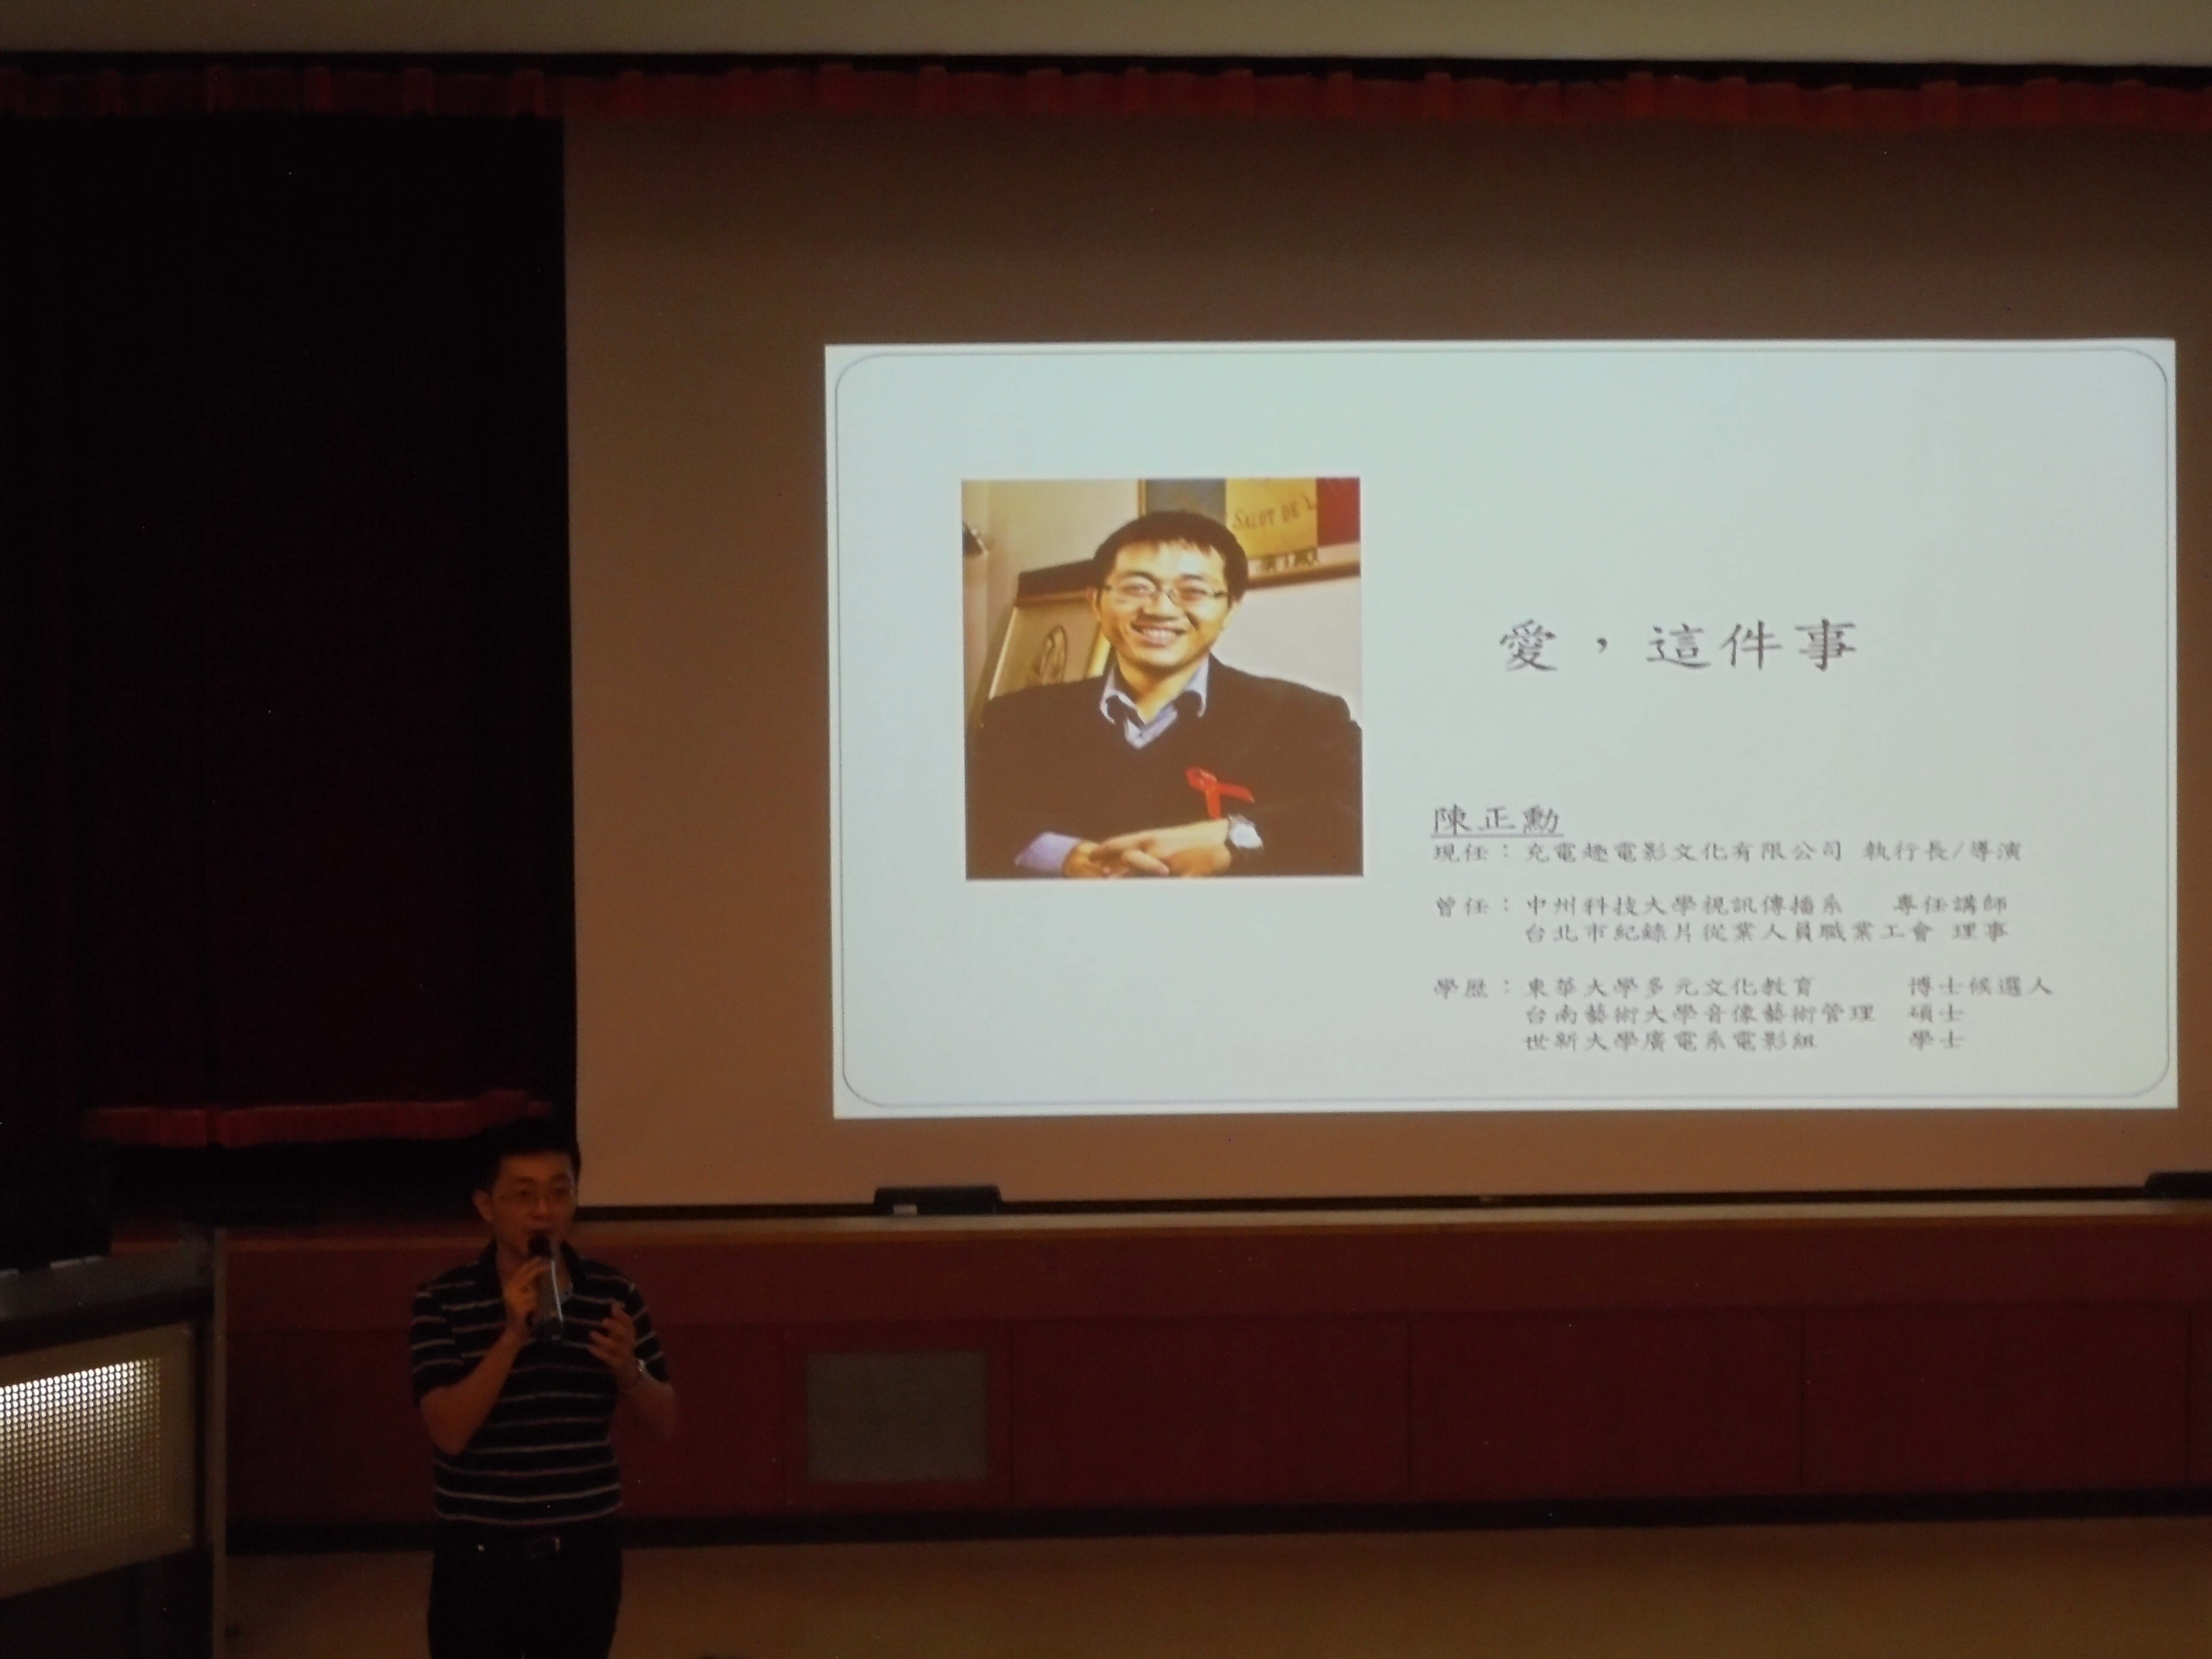 SALUT DE L
愛，這件事
陳正勳
現任：充電趣電影文化有限公司 執行長/導演
曾任：中州科技大學視訊傳播系 專任講師
台北市紀錄片從業人員職業工會 理事
學歷：東華大學多元文化教育 博士候選人
台南藝術大學音像藝術管理 碩士
世新大學廣電系電影組 學士